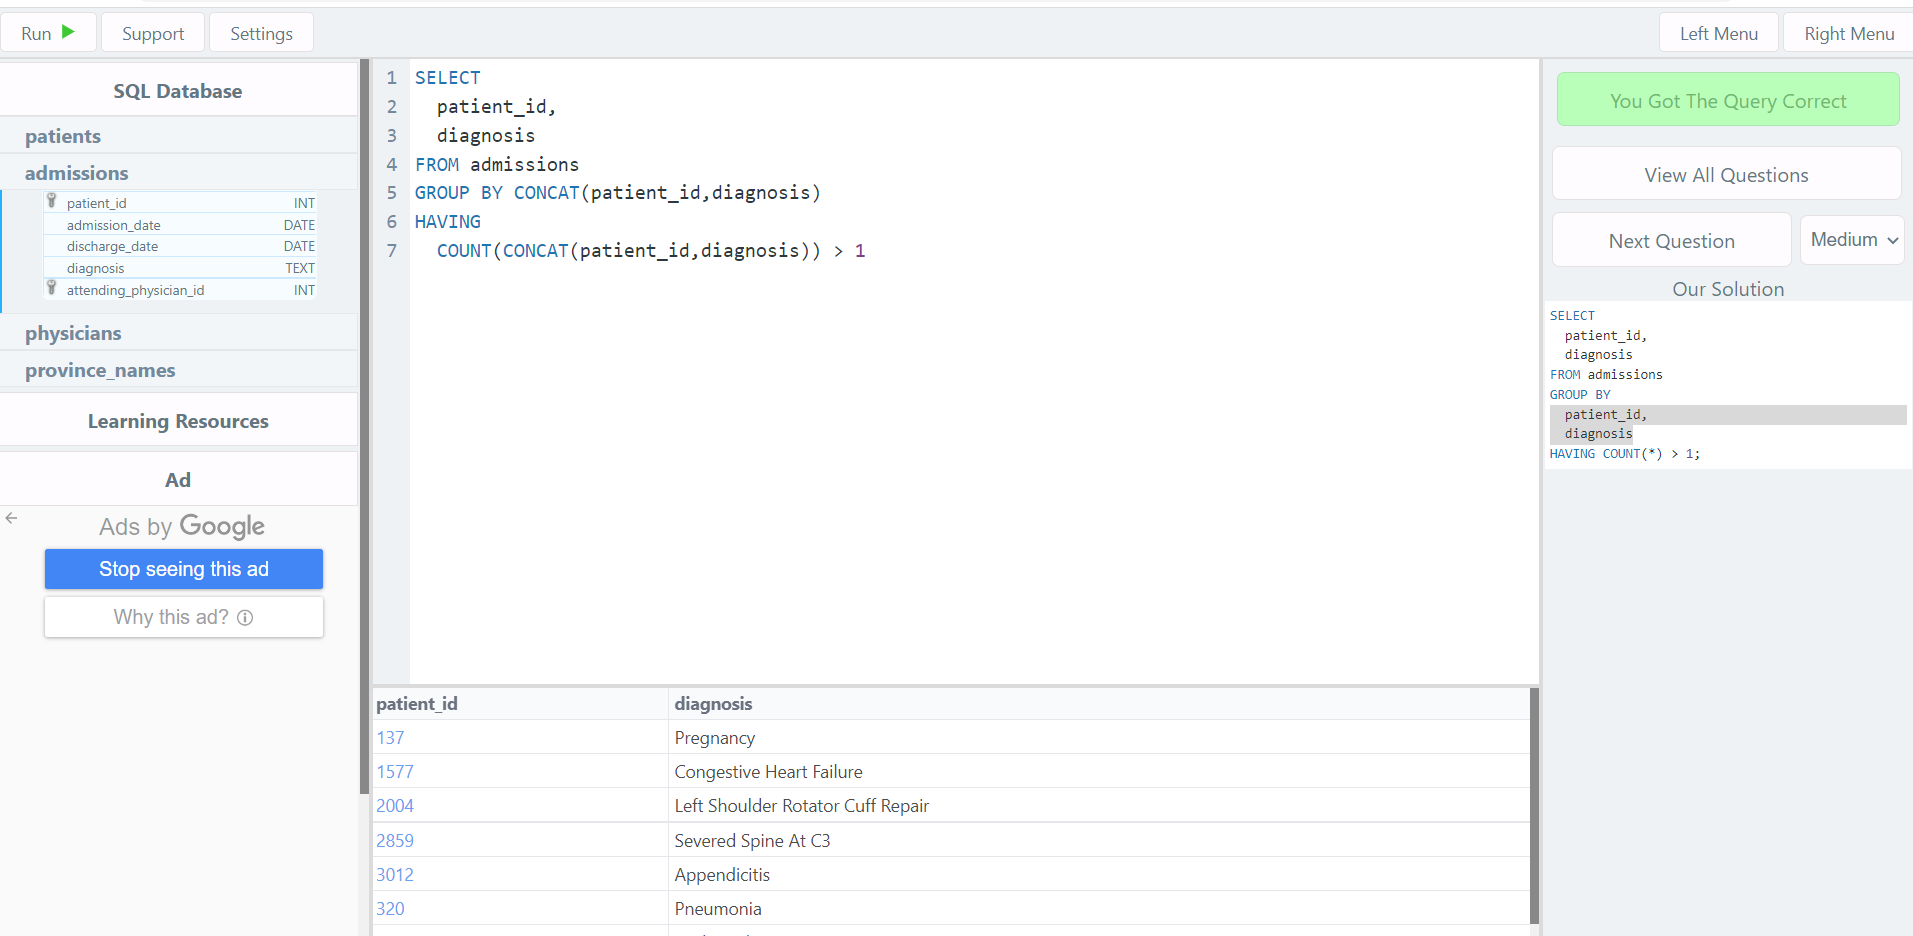 Run
Support
Settings
Left Menu
Right Menu
SQL Database
patients
admissions
patient_id INT
admission_date DATE
discharge_date DATE
diagnosis TEXT
attending_physician_id INT
physicians
province_names
Learning Resources
Ad
Ads by Google
Stop seeing this ad
Why this ad?
1 SELECT
2 patient_id,
3 diagnosis
4 FROM admissions
5 GROUP BY CONCAT(patient_id,diagnosis)
6 HAVING
7 COUNT(CONCAT(patient_id,diagnosis)) > 1
patient_id diagnosis
137 Pregnancy
1577 Congestive Heart Failure
2004 Left Shoulder Rotator Cuff Repair
2859 Severed Spine At C3
3012 Appendicitis
320 Pneumonia
You Got The Query Correct
View All Questions
Next Question
Medium
Our Solution
SELECT
patient_id,
diagnosis
FROM admissions
GROUP BY
patient_id,
diagnosis
HAVING COUNT(*) > 1;